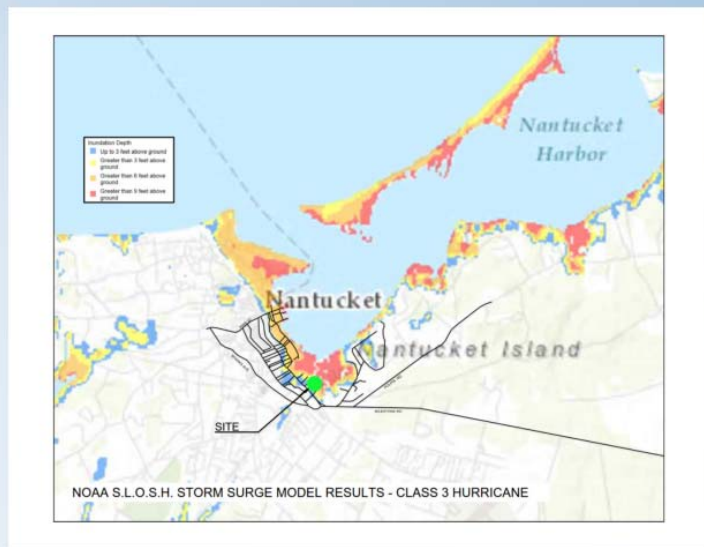 Nantucket
Harbor
Inundation Depth
Up to 3 feet above ground
Greater than 3 feet above
ground
Greater than 6 feet above
ground
Greater than 9 feet above
ground
Nantucket
antucket Island
SITE
NOAA S.L.O.S.H. STORM SURGE MODEL RESULTS - CLASS 3 HURRICANE